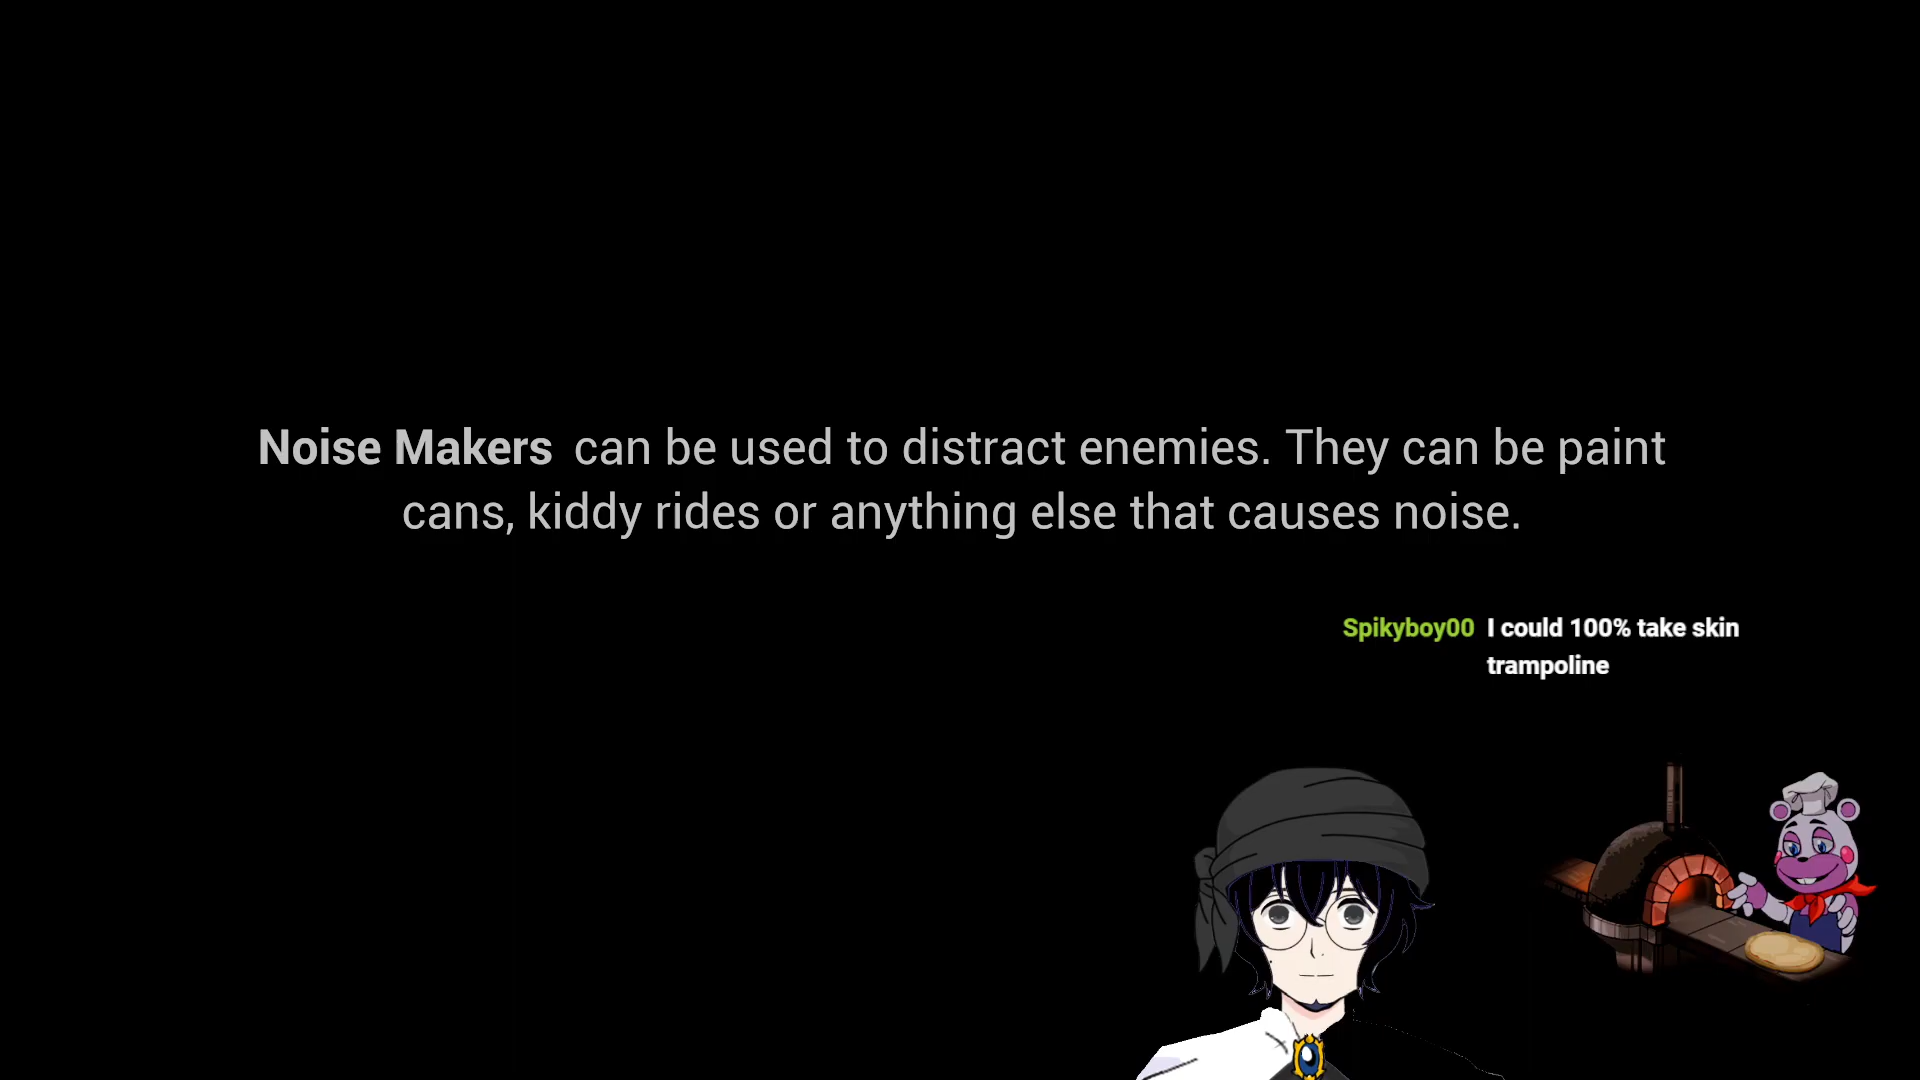 Noise Makers can be used to distract enemies. They can be paint
cans, kiddy rides or anything else that causes noise.
Spikyboy00 I could 100% take skin
trampoline